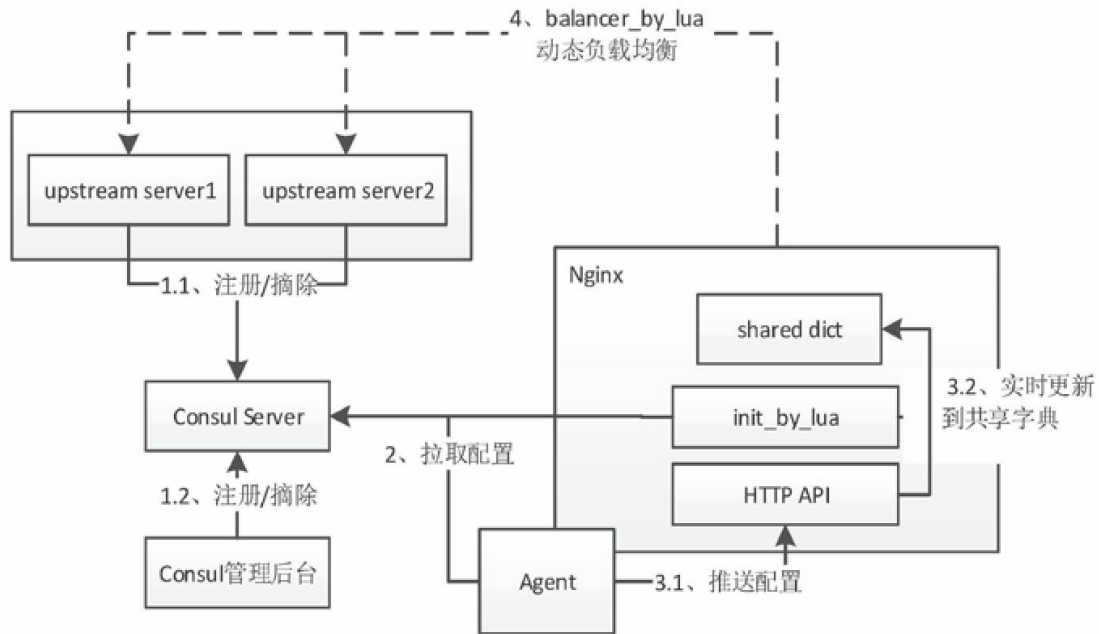 4、balancer_by_lua
动态负载均衡
upstream server1
upstream server2
1.1、注册/摘除
Nginx
shared dict
Consul Server
init_by_lua
3.2、实时更新
到共享字典
2、拉取配置
HTTP API
1.2、注册/摘除
Consul管理后台
Agent
3.1、推送配置